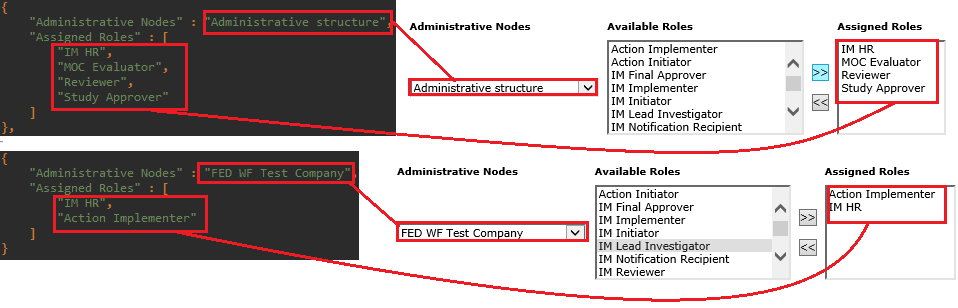 {
"Administrative Nodes" : "Administrative structure",
"Assigned Roles" : [
"IM HR",
"MOC Evaluator",
"Reviewer",
"Study Approver"
]
},
Administrative Nodes
Administrative structure
Available Roles
Action Implementer
Action Initiator
IM Final Approver
IM Implementer
IM Initiator
IM Lead Investigator
IM Notification Recipient
>>
<<
Assigned Roles
IM HR
MOC Evaluator
Reviewer
Study Approver
{
"Administrative Nodes" : "FED WF Test Company",
"Assigned Roles" : [
"IM HR",
"Action Implementer"
]
}
Administrative Nodes
FED WF Test Company
Available Roles
Action Initiator
IM Final Approver
IM Implementer
IM Initiator
IM Lead Investigator
IM Notification Recipient
IM Reviewer
>>
<<
Assigned Roles
Action Implementer
IM HR